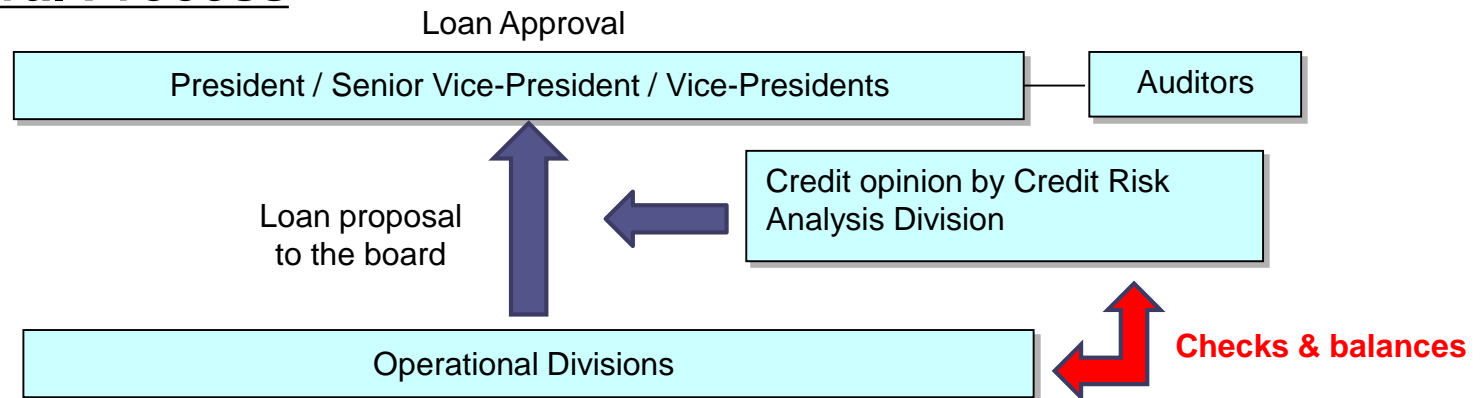 Process
Loan Approval
President / Senior Vice-President / Vice-Presidents
Auditors
Credit opinion by Credit Risk
Analysis Division
Loan proposal
to the board
Checks & balances
Operational Divisions